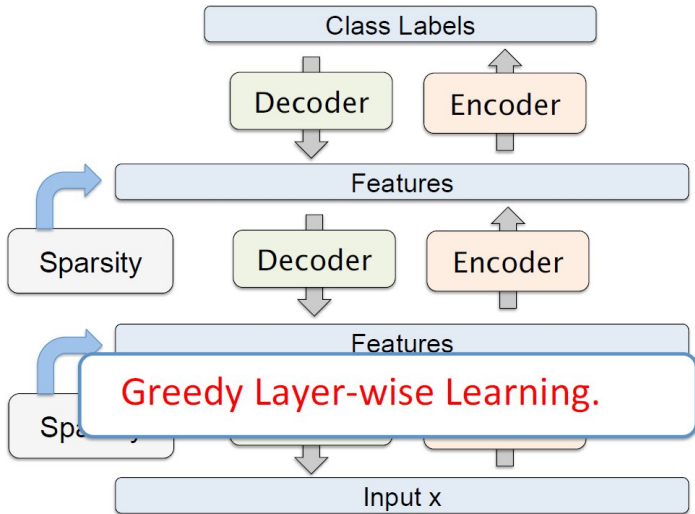 Class Labels
Decoder
Encoder
Features
Sparsity
Decoder
Encoder
Features
Greedy Layer-wise Learning.
Input x